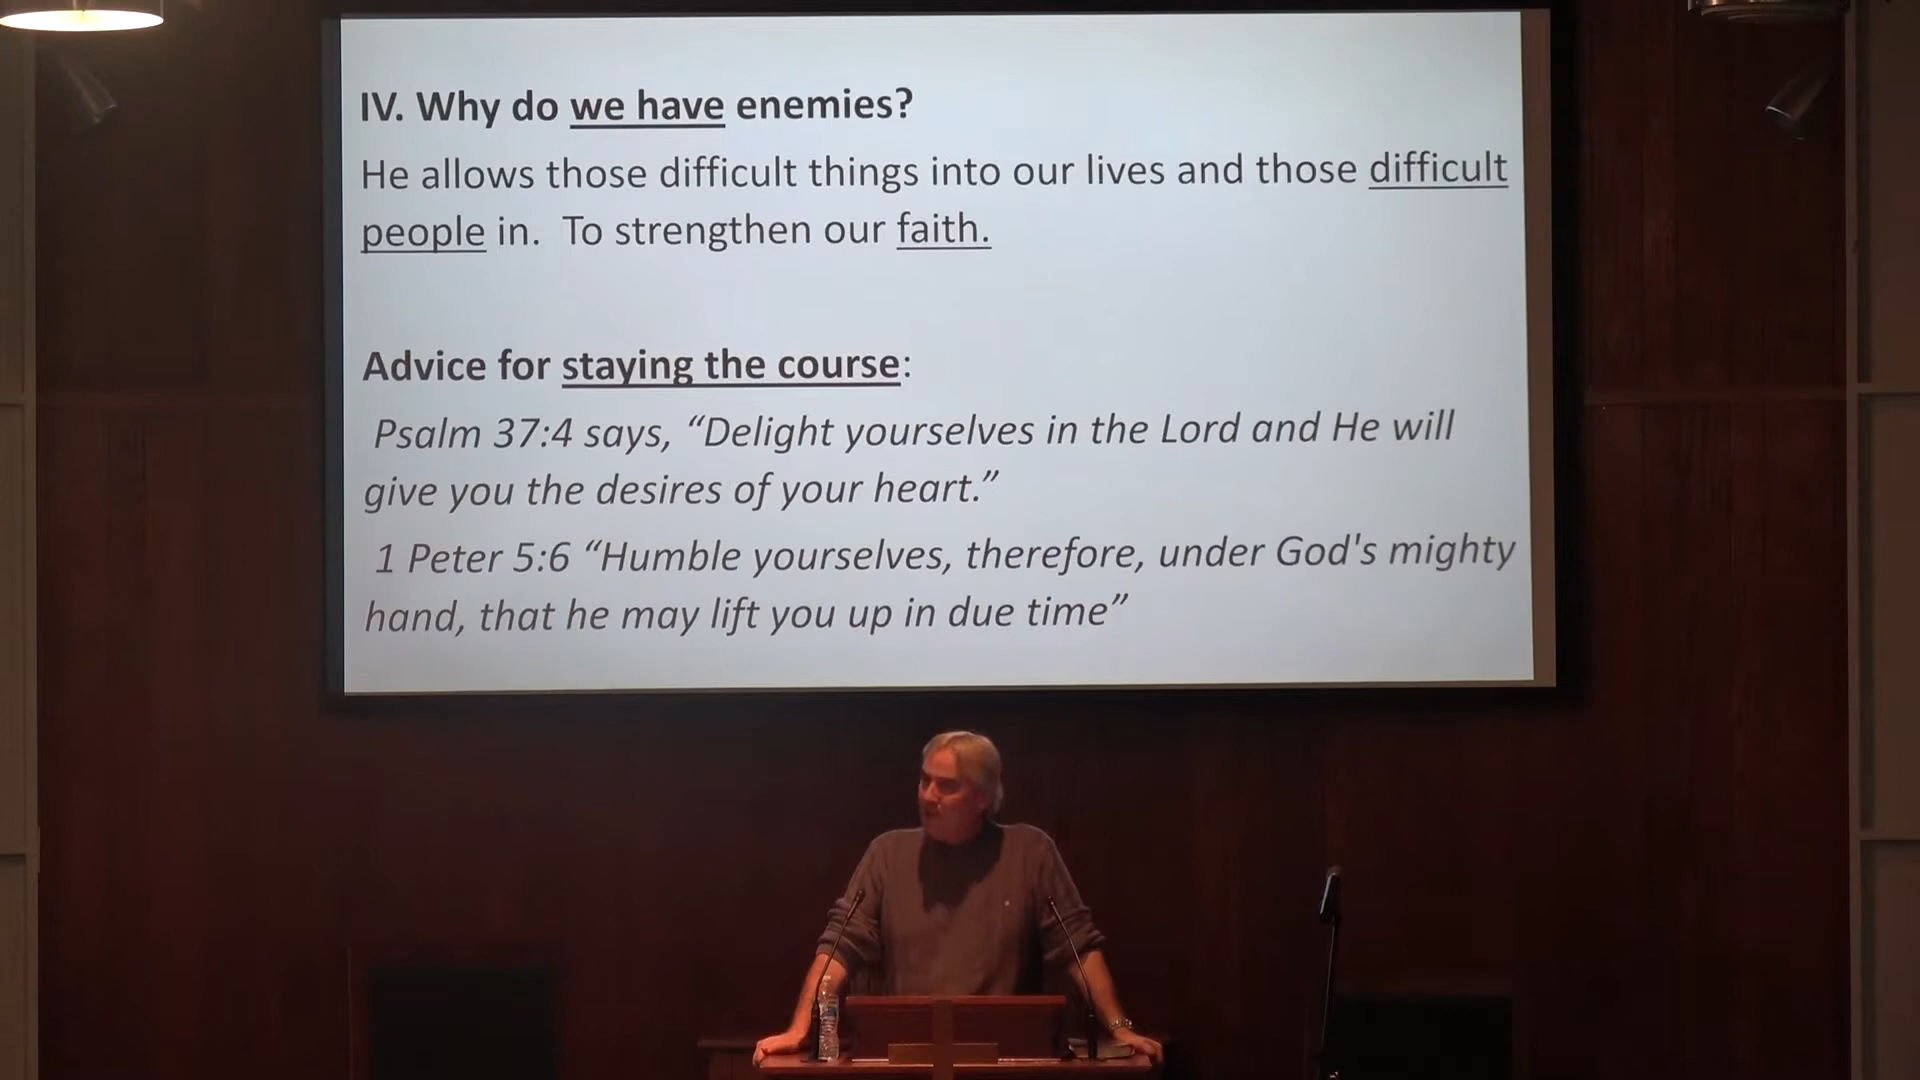 IV. Why do we have enemies?
He allows those difficult things into our lives and those difficult
people in.  To strengthen our faith.
Advice for staying the course:
Psalm 37:4 says, “Delight yourselves in the Lord and He will
give you the desires of your heart.”
1 Peter 5:6 “Humble yourselves, therefore, under God's mighty
hand, that he may lift you up in due time”